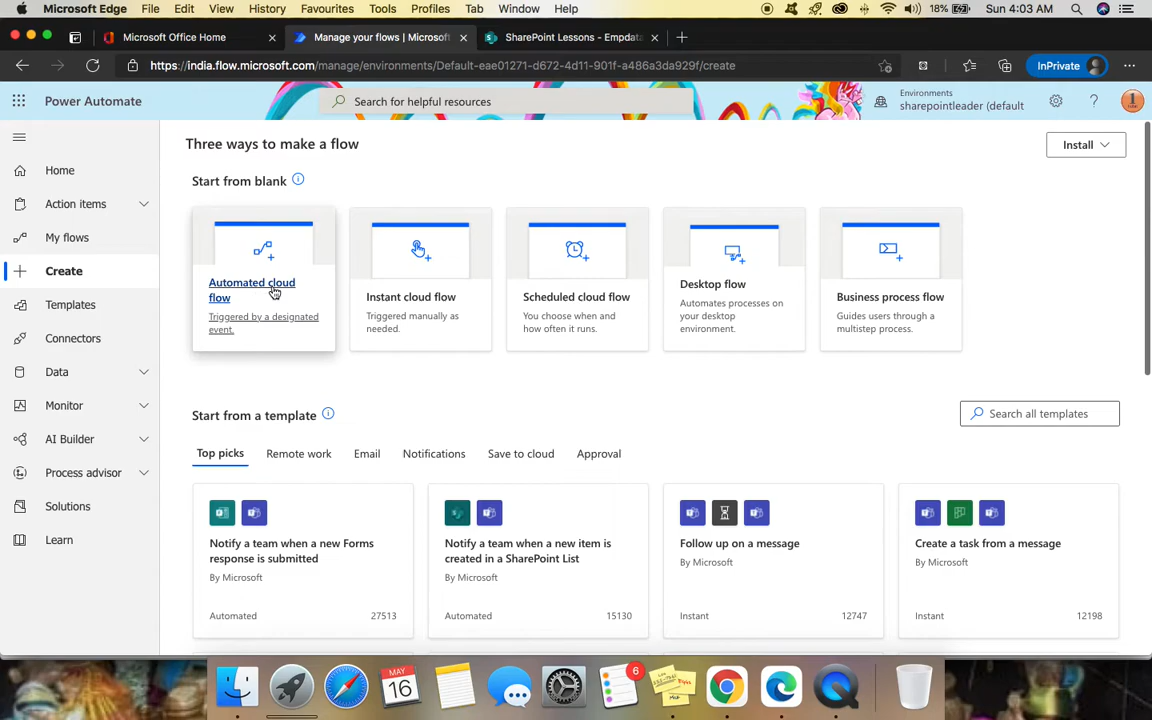 Microsoft Edge File Edit View History Favourites Tools Profiles Tab Window Help 18% Sun 4:03 AM
Microsoft Office Home
Manage your flows | Microsof
SharePoint Lessons - Empdat
https://india.flow.microsoft.com/manage/environments/Default-eae01271-d672-4d11-901f-a486a3da929f/create
InPrivate
Power Automate
Search for helpful resources
Environments
sharepointleader (default
Home
Action items
My flows
Create
Templates
Connectors
Data
Monitor
AI Builder
Process advisor
Solutions
Learn
Three ways to make a flow
Install
Start from blank
Automated cloud
flow
Triggered by a designated
event.
Instant cloud flow
Triggered manually as
needed.
Scheduled cloud flow
You choose when and
how often it runs.
Desktop flow
Automates processes on
your desktop
environment.
Business process flow
Guides users through a
multistep process.
Start from a template
Search all templates
Top picks Remote work Email Notifications Save to cloud Approval
Notify a team when a new Forms
response is submitted
By Microsoft
Automated 27513
Notify a team when a new item is
created in a SharePoint List
By Microsoft
Automated 15130
Follow up on a message
By Microsoft
Instant 12747
Create a task from a message
By Microsoft
Instant 12198
MAY
16
6